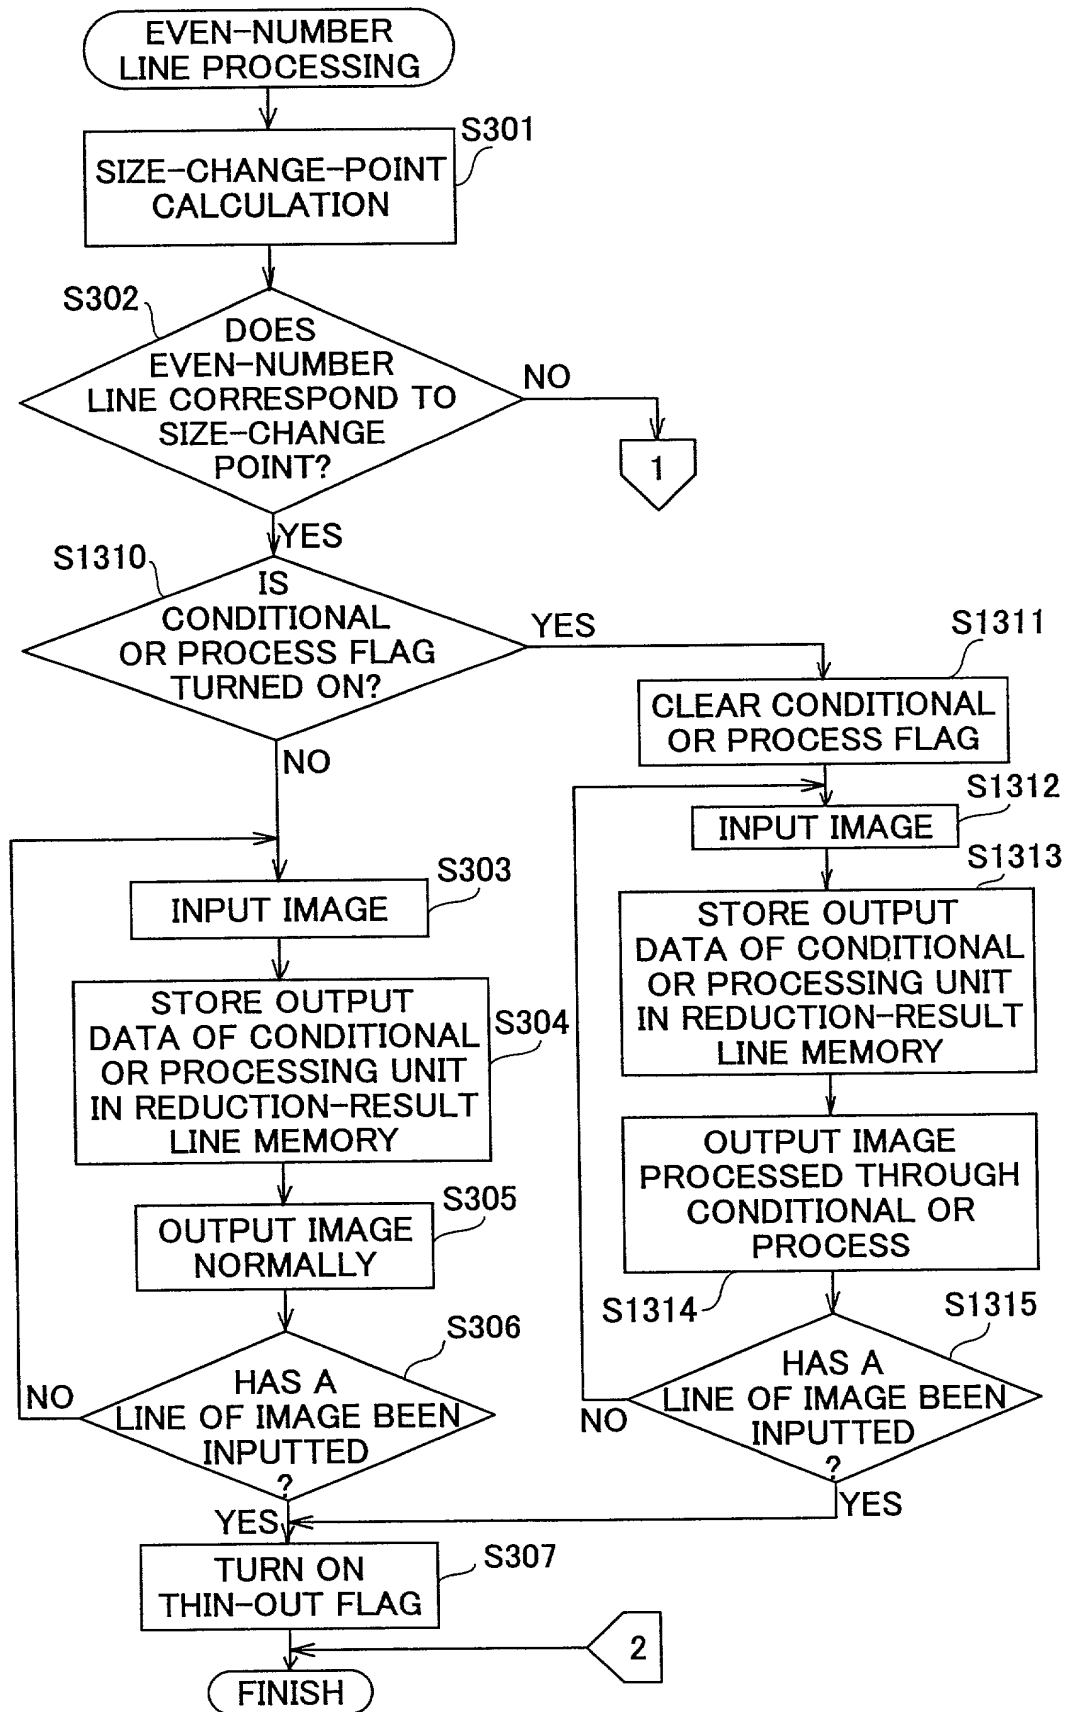 EVEN-NUMBER
LINE PROCESSING
S301
SIZE-CHANGE-POINT
CALCULATION
S302
DOES
EVEN-NUMBER
LINE CORRESPOND TO
SIZE-CHANGE
POINT?
NO
1
YES
S1310
IS
CONDITIONAL
OR PROCESS FLAG
TURNED ON?
YES
NO
S1311
CLEAR CONDITIONAL
OR PROCESS FLAG
S1312
INPUT IMAGE
S1313
STORE OUTPUT
DATA OF CONDITIONAL
OR PROCESSING UNIT
IN REDUCTION-RESULT
LINE MEMORY
OUTPUT IMAGE
PROCESSED THROUGH
CONDITIONAL OR
PROCESS
S1314
S1315
HAS A
LINE OF IMAGE BEEN
INPUTTED
?
NO
YES
S303
INPUT IMAGE
S304
STORE OUTPUT
DATA OF CONDITIONAL
OR PROCESSING UNIT
IN REDUCTION-RESULT
LINE MEMORY
S305
OUTPUT IMAGE
NORMALLY
S306
HAS A
LINE OF IMAGE BEEN
INPUTTED
?
NO
YES
S307
TURN ON
THIN-OUT FLAG
2
FINISH